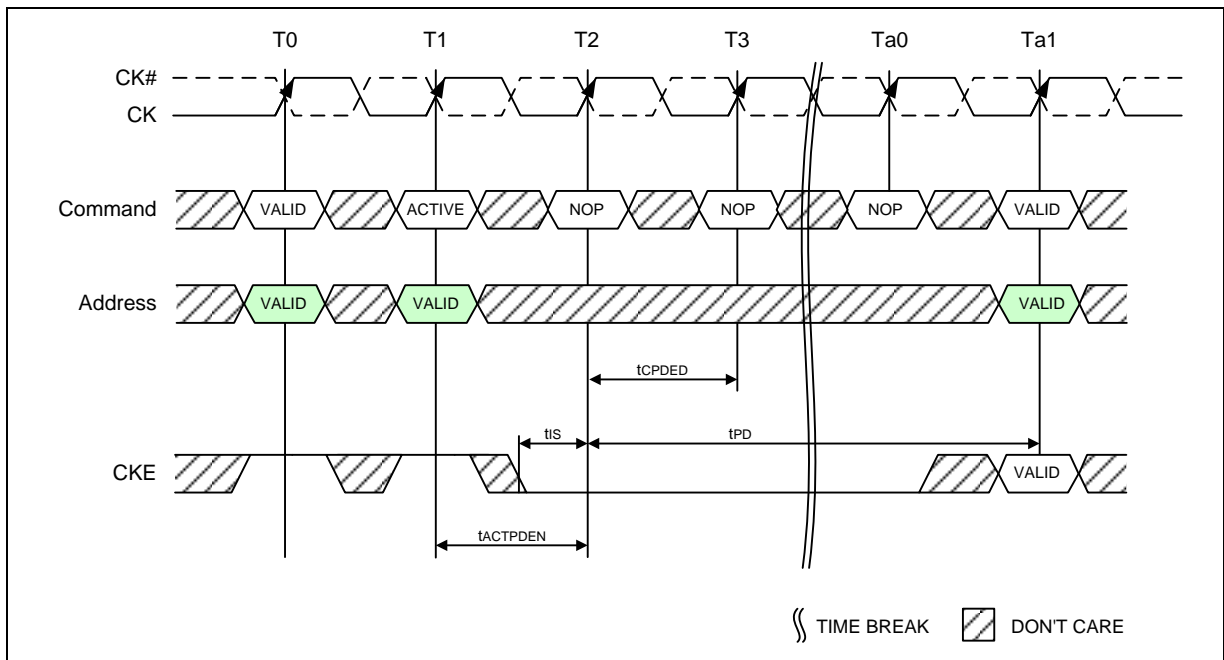 T0 T1 T2 T3 Ta0 Ta1
CK#
CK
Command VALID ACTIVE NOP NOP NOP VALID
Address VALID VALID VALID
tCPDED
tIS tPD
CKE VALID
tACTPDEN
TIME BREAK DON'T CARE